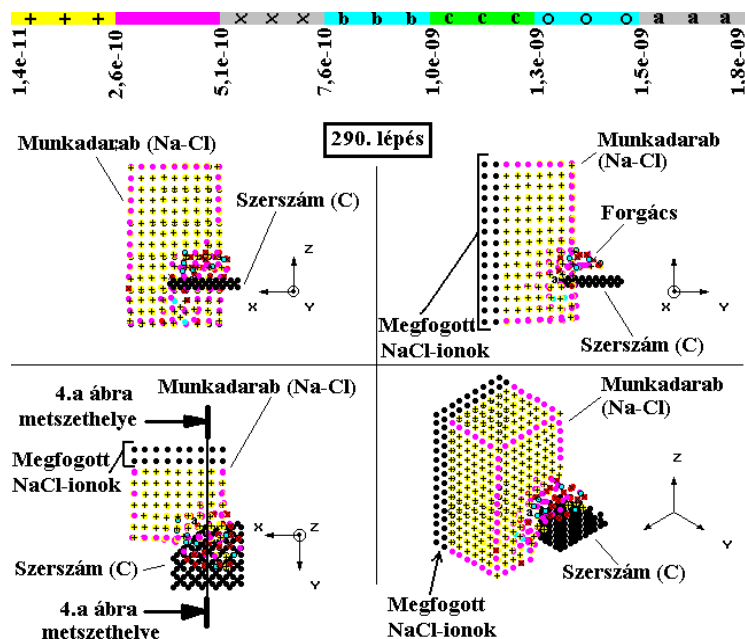 + + + x x x b b b c c c o o o a a a
1,4e-11 2,6e-10 5,1e-10 7,6e-10 1,0e-09 1,3e-09 1,5e-09 1,8e-09
290. lépés
Munkadarab (Na-Cl)
Szerszám (C)
Z
X
Y
Munkadarab
(Na-Cl)
Forgács
a
Megfogott
NaCl-ionok
Szerszám (C)
Z
X
Y
4.a ábra
metszethelye
Munkadarab (Na-Cl)
Megfogott
NaCl-ionok
a
X
Z
Y
Szerszám (C)
4.a ábra
metszethelye
Munkadarab
(Na-Cl)
a
Z
Y
Szerszám (C)
Megfogott
NaCl-ionok